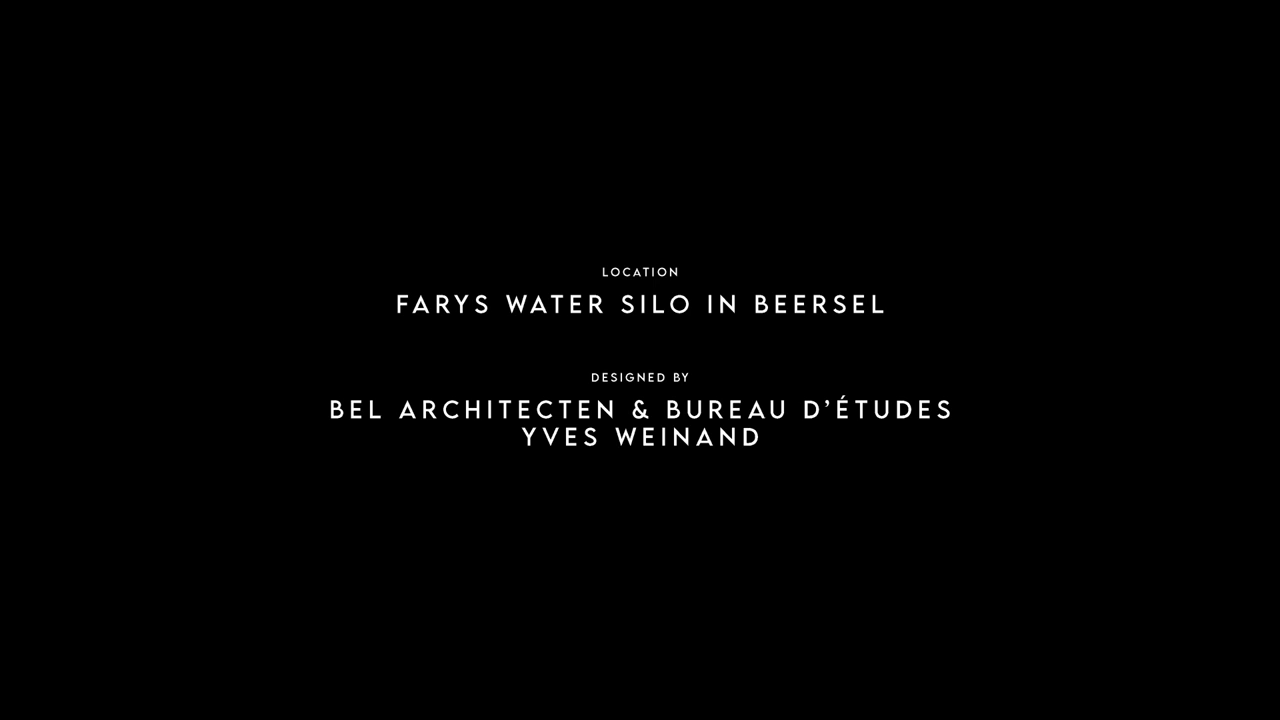 LOCATION
FARYS WATER SILO IN BEERSEL
DESIGNED BY
BEL ARCHITECTEN & BUREAU D’ÉTUDES
YVES WEINAND